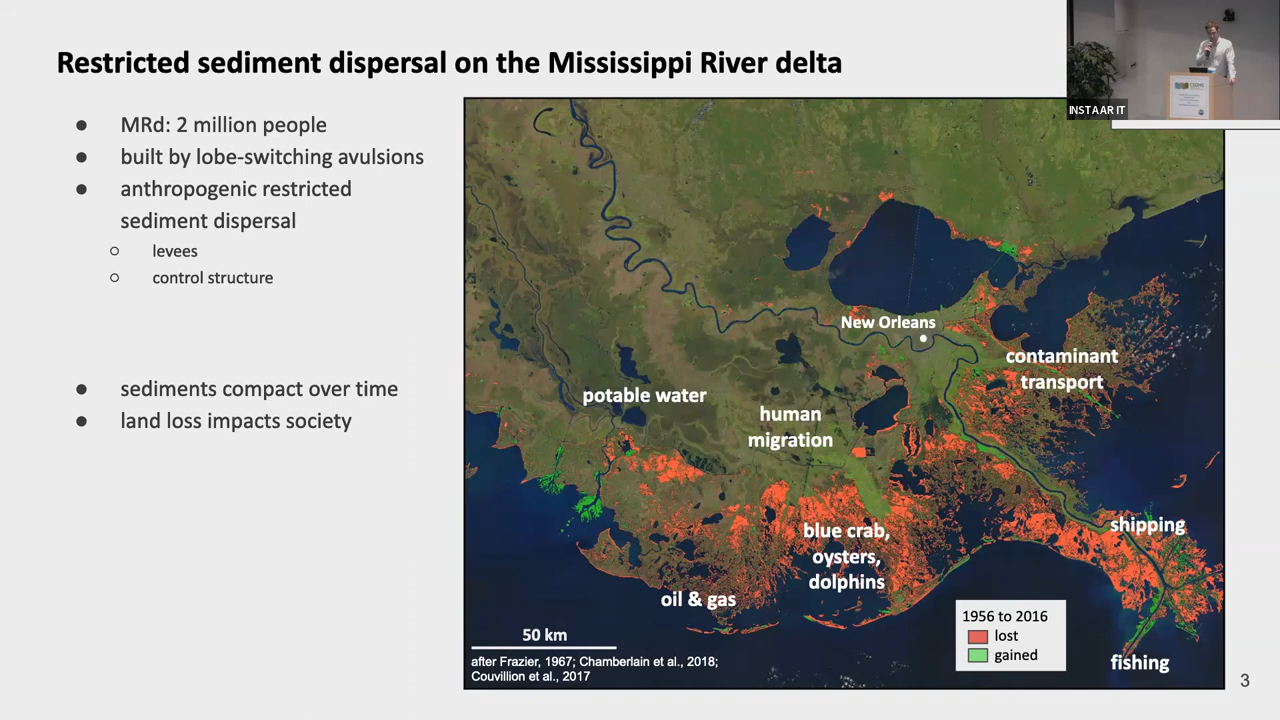 Restricted sediment dispersal on the Mississippi River delta
INSTAAR IT
● MRd: 2 million people
● built by lobe-switching avulsions
● anthropogenic restricted
sediment dispersal
○ levees
○ control structure
● sediments compact over time
● land loss impacts society
New Orleans
contaminant
transport
potable water
human
migration
shipping
blue crab,
oysters,
dolphins
oil & gas
fishing
50 km
after Frazier, 1967; Chamberlain et al., 2018;
Couvillion et al., 2017
1956 to 2016
lost
gained
3